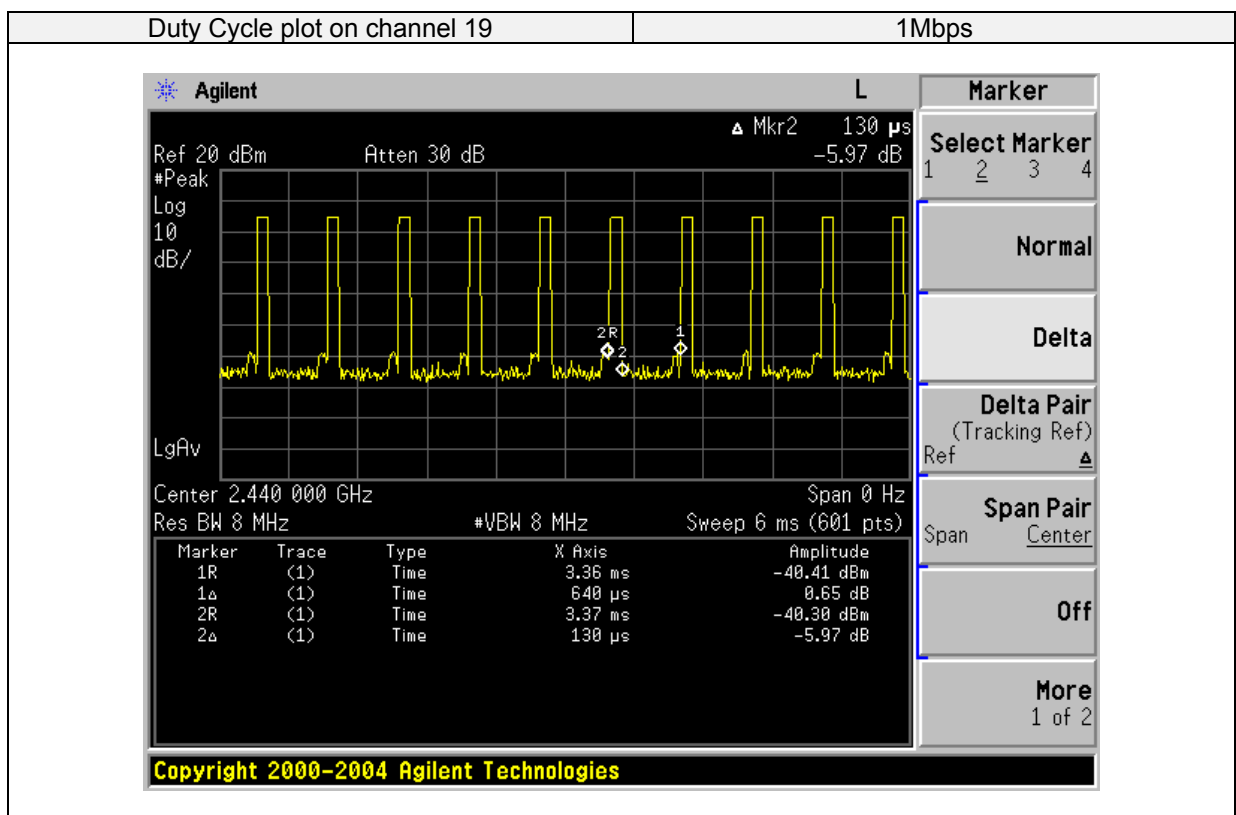 Duty Cycle plot on channel 19 1Mbps
Agilent L
Δ Mkr2 130 µs
Ref 20 dBm Atten 30 dB -5.97 dB
#Peak
Log
10
dB/
2R
2
1
LgAv
Center 2.440 000 GHz Span 0 Hz
Res BW 8 MHz #VBW 8 MHz Sweep 6 ms (601 pts)
Marker Trace Type X Axis Amplitude
1R (1) Time 3.36 ms -40.41 dBm
1Δ (1) Time 640 µs 0.65 dB
2R (1) Time 3.37 ms -40.30 dBm
2Δ (1) Time 130 µs -5.97 dB
Copyright 2000-2004 Agilent Technologies
Marker
Select Marker
1 2 3 4
Normal
Delta
Delta Pair
(Tracking Ref)
Ref Δ
Span Pair
Span Center
Off
More
1 of 2